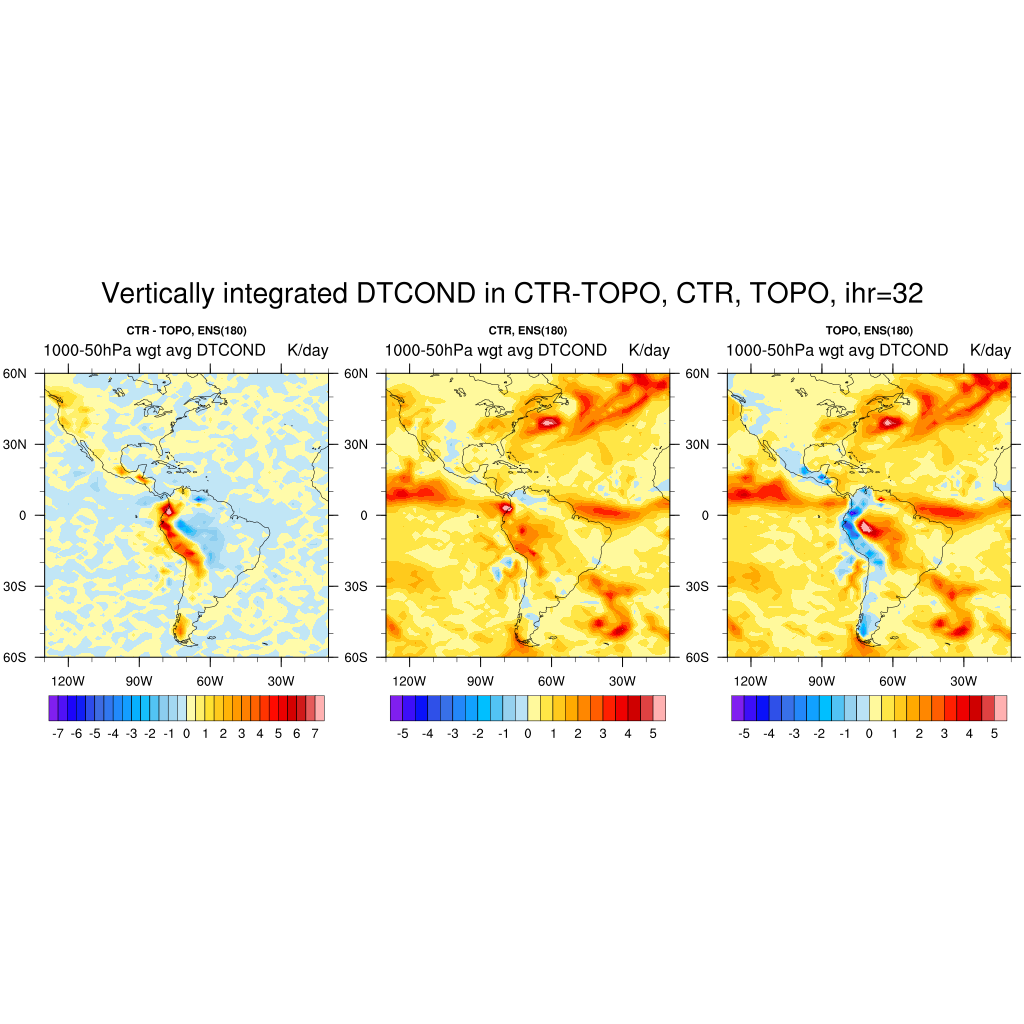 Vertically integrated DTCOND in CTR-TOPO, CTR, TOPO, ihr=32
CTR - TOPO, ENS(180)
1000-50hPa wgt avg DTCOND K/day
60N
30N
0
30S
60S
120W 90W 60W 30W
-7 -6 -5 -4 -3 -2 -1 0 1 2 3 4 5 6 7
CTR, ENS(180)
1000-50hPa wgt avg DTCOND K/day
60N
30N
0
30S
60S
120W 90W 60W 30W
-5 -4 -3 -2 -1 0 1 2 3 4 5
TOPO, ENS(180)
1000-50hPa wgt avg DTCOND K/day
60N
30N
0
30S
60S
120W 90W 60W 30W
-5 -4 -3 -2 -1 0 1 2 3 4 5